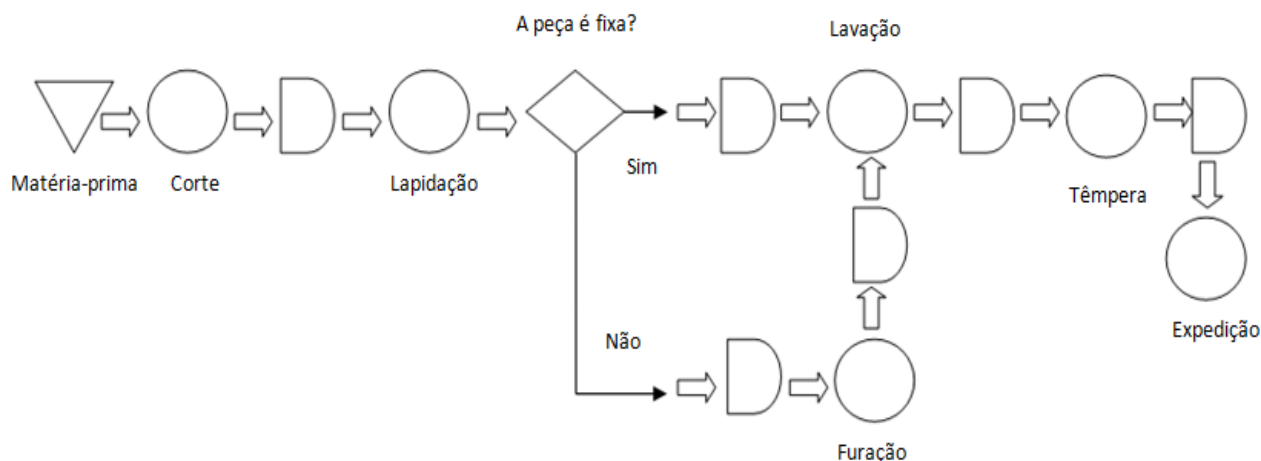 A peça é fixa?
Lavação
Matéria-prima
Corte
Lapidação
Sim
Têmpera
Não
Expedição
Furação